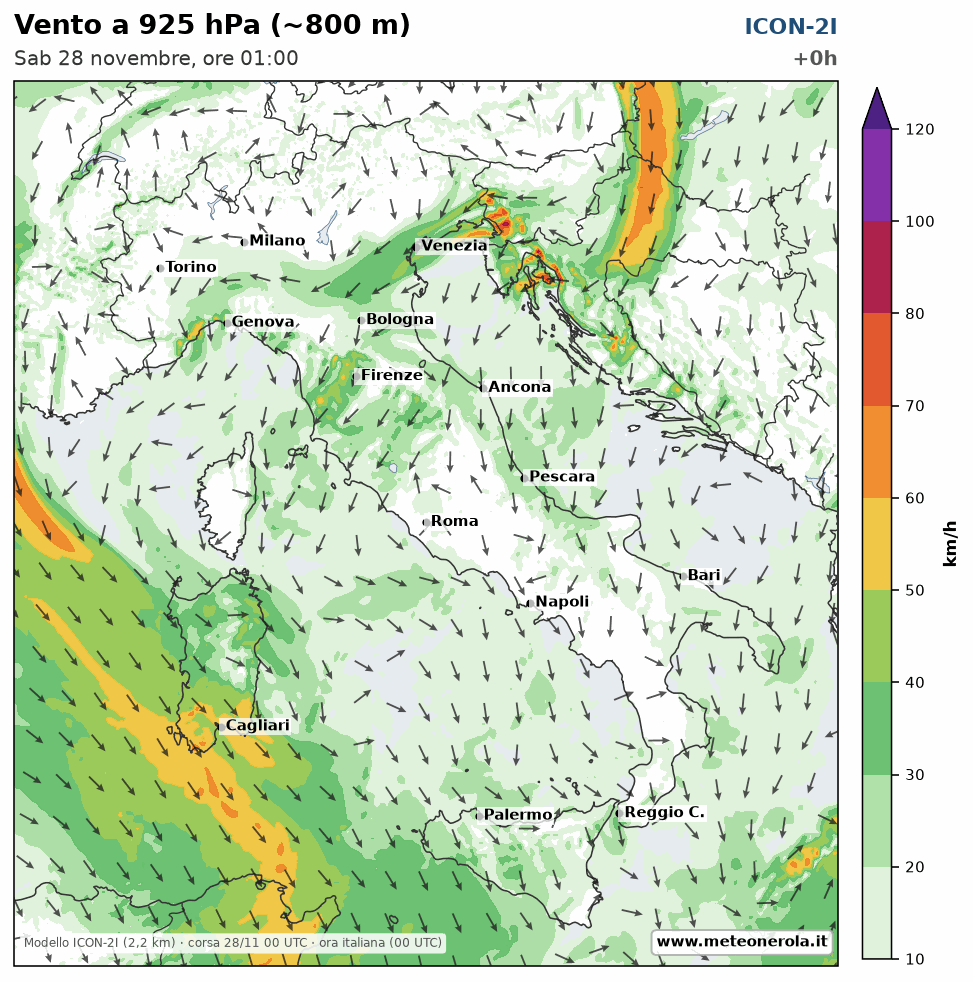 Vento a 925 hPa (~800 m)
ICON-2I
Sab 28 novembre, ore 01:00
+0h
Milano
Venezia
Torino
Genova
Bologna
Firenze
Ancona
Pescara
Roma
Bari
Napoli
Cagliari
Palermo
Reggio C.
120
100
80
70
60
50
40
30
20
10
km/h
Modello ICON-2I (2,2 km) · corsa 28/11 00 UTC · ora italiana (00 UTC)
www.meteonerola.it